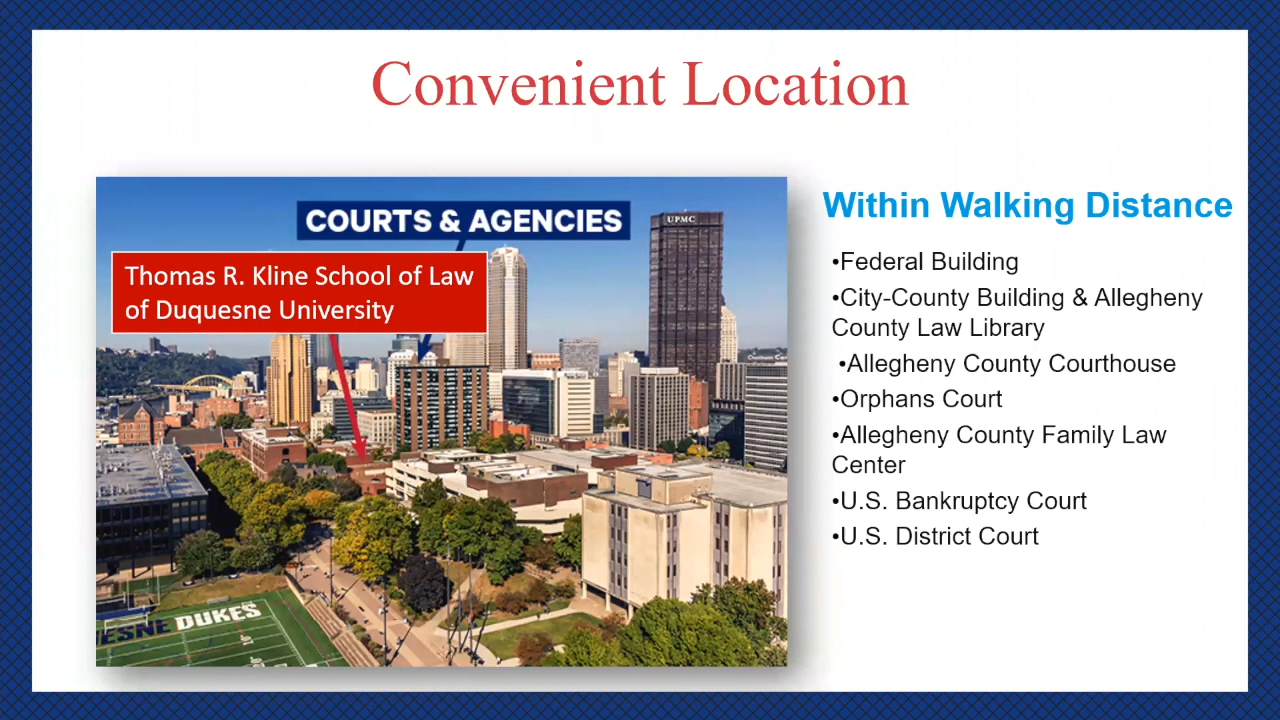 Convenient Location
COURTS & AGENCIES
UPMC
Thomas R. Kline School of Law
of Duquesne University
ESNE DUKES
Within Walking Distance
•Federal Building
•City-County Building & Allegheny
County Law Library
•Allegheny County Courthouse
•Orphans Court
•Allegheny County Family Law
Center
•U.S. Bankruptcy Court
•U.S. District Court